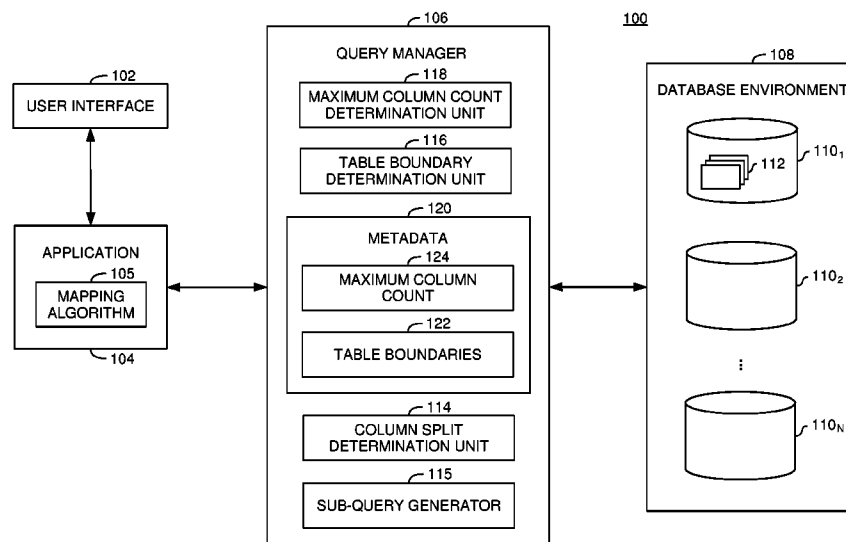 100
102
USER INTERFACE
APPLICATION
105
MAPPING
ALGORITHM
104
106
QUERY MANAGER
118
MAXIMUM COLUMN COUNT
DETERMINATION UNIT
116
TABLE BOUNDARY
DETERMINATION UNIT
120
METADATA
124
MAXIMUM COLUMN
COUNT
122
TABLE BOUNDARIES
114
COLUMN SPLIT
DETERMINATION UNIT
115
SUB-QUERY GENERATOR
108
DATABASE ENVIRONMENT
112
110₁
110₂
...
110N